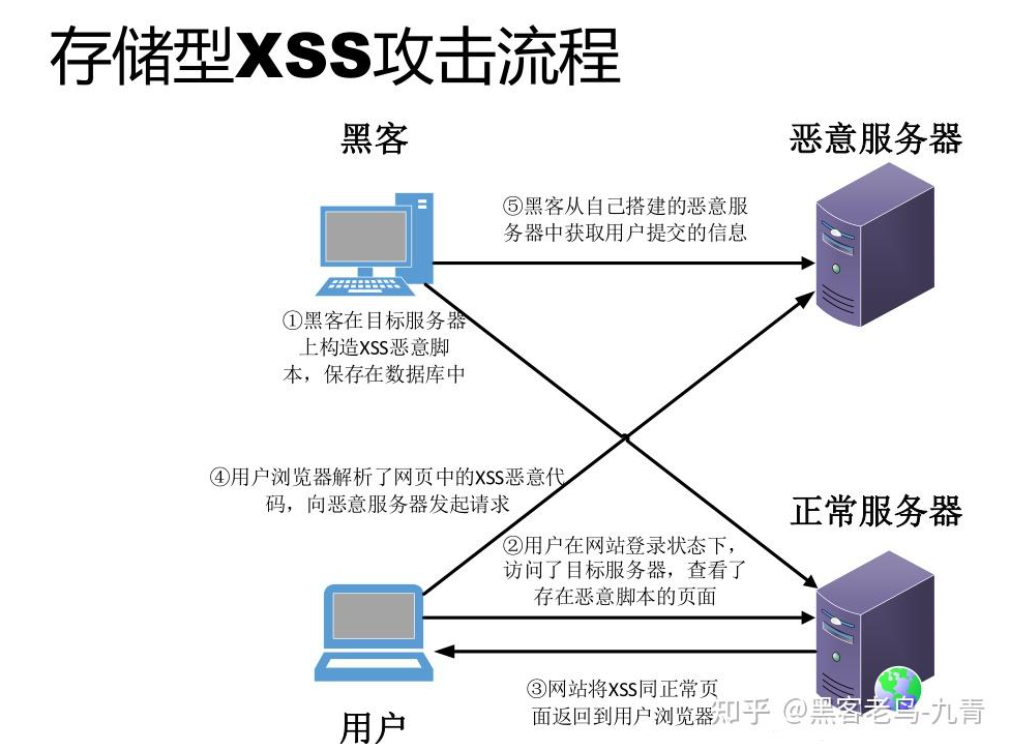 存储型XSS攻击流程
黑客
恶意服务器
⑤黑客从自己搭建的恶意服
务器中获取用户提交的信息
①黑客在目标服务器
上构造XSS恶意脚
本，保存在数据库中
④用户浏览器解析了网页中的XSS恶意代
码，向恶意服务器发起请求
正常服务器
②用户在网站登录状态下，
访问了目标服务器，查看了
存在恶意脚本的页面
③网站将XSS同正常页
面返回到用户浏览器
用户
知乎 @黑客老鸟-九青